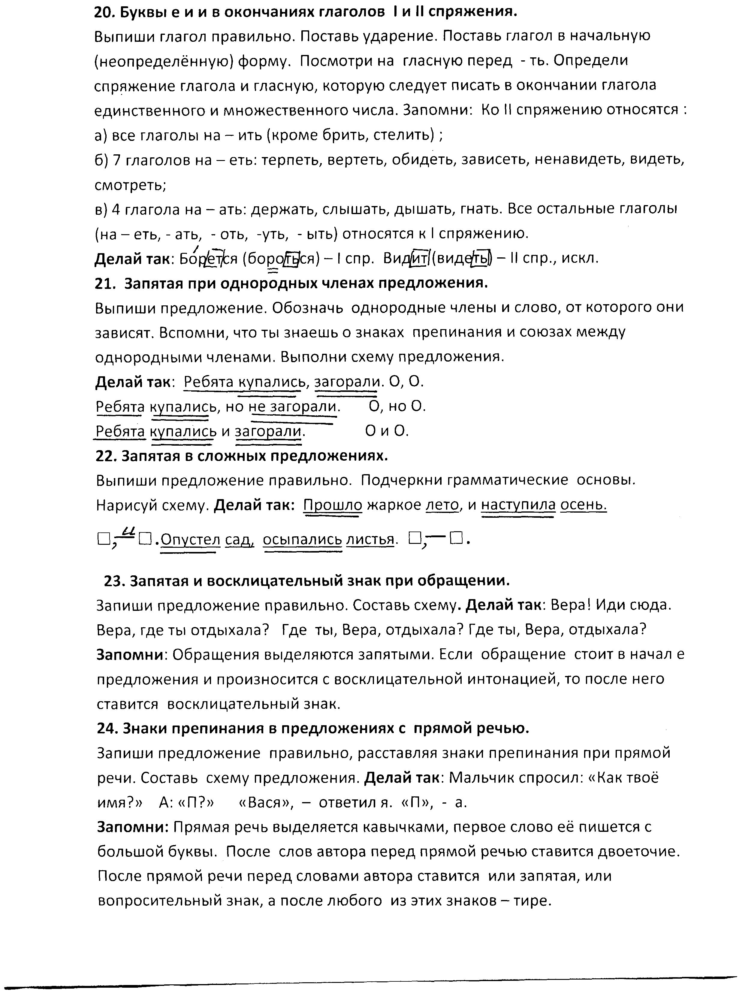 20. Буквы е и и в окончаниях глаголов I и II спряжения.
Выпиши глагол правильно. Поставь ударение. Поставь глагол в начальную
(неопределённую) форму. Посмотри на гласную перед - ть. Определи
спряжение глагола и гласную, которую следует писать в окончании глагола
единственного и множественного числа. Запомни: Ко II спряжению относятся :
а) все глаголы на – ить (кроме брить, стелить) ;
б) 7 глаголов на – еть: терпеть, вертеть, обидеть, зависеть, ненавидеть, видеть,
смотреть;
в) 4 глагола на – ать: держать, слышать, дышать, гнать. Все остальные глаголы
(на – еть, - ать, - оть, -уть, - ыть) относятся к I спряжению.
Делай так: Бо́рется (бороться) – I спр. Видит (видеть) – II спр., искл.
21. Запятая при однородных членах предложения.
Выпиши предложение. Обозначь однородные члены и слово, от которого они
зависят. Вспомни, что ты знаешь о знаках препинания и союзах между
однородными членами. Выполни схему предложения.
Делай так: Ребята купались, загорали. О, О.
Ребята купались, но не загорали. О, но О.
Ребята купались и загорали. О и О.
22. Запятая в сложных предложениях.
Выпиши предложение правильно. Подчеркни грамматические основы.
Нарисуй схему. Делай так: Прошло жаркое лето, и наступила осень.
□, и □. Опустел сад, осыпались листья. □, — □.
23. Запятая и восклицательный знак при обращении.
Запиши предложение правильно. Составь схему. Делай так: Вера! Иди сюда.
Вера, где ты отдыхала? Где ты, Вера, отдыхала? Где ты, Вера, отдыхала?
Запомни: Обращения выделяются запятыми. Если обращение стоит в начал е
предложения и произносится с восклицательной интонацией, то после него
ставится восклицательный знак.
24. Знаки препинания в предложениях с прямой речью.
Запиши предложение правильно, расставляя знаки препинания при прямой
речи. Составь схему предложения. Делай так: Мальчик спросил: «Как твоё
имя?» А: «П?» «Вася», – ответил я. «П», - а.
Запомни: Прямая речь выделяется кавычками, первое слово её пишется с
большой буквы. После слов автора перед прямой речью ставится двоеточие.
После прямой речи перед словами автора ставится или запятая, или
вопросительный знак, а после любого из этих знаков – тире.